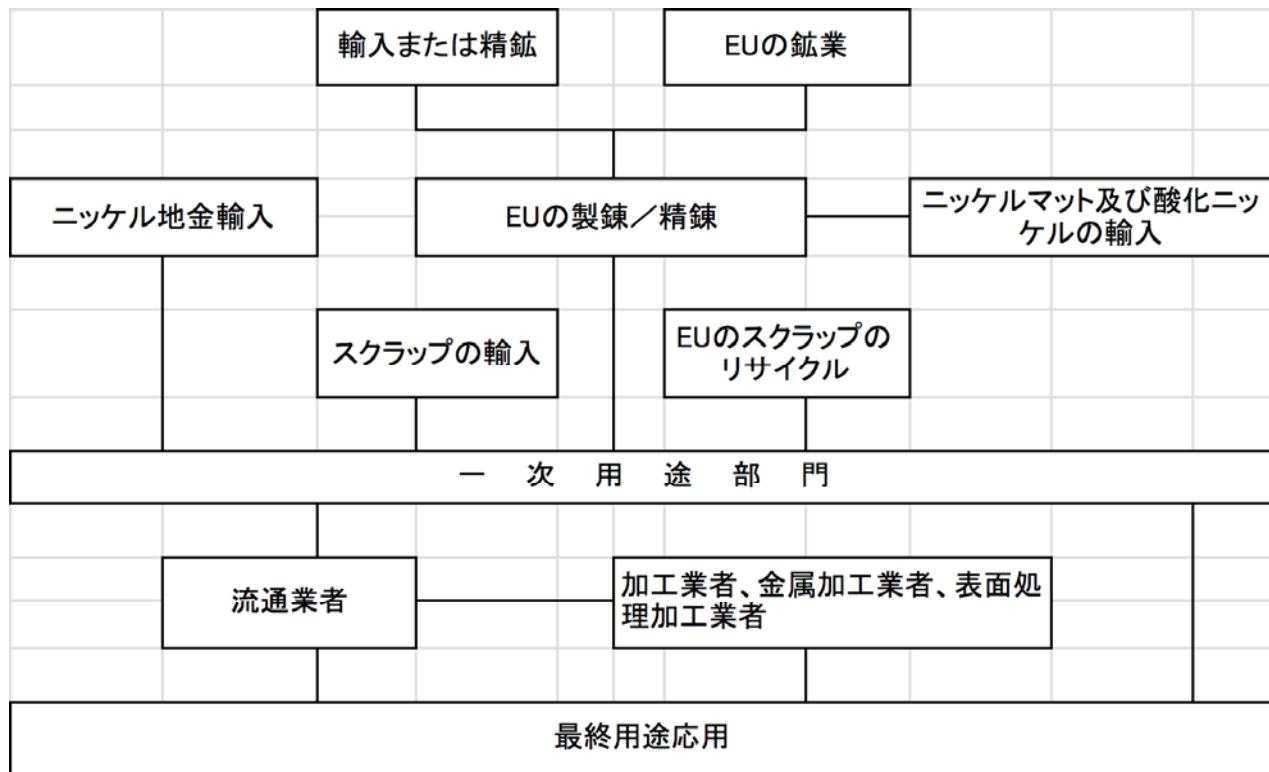 輸入または精鉱
EUの鉱業
ニッケル地金輸入
EUの製錬／精錬
ニッケルマット及び酸化ニッ
ケルの輸入
スクラップの輸入
EUのスクラップの
リサイクル
一 次 用 途 部 門
流通業者
加工業者、金属加工業者、表面処
理加工業者
最終用途応用